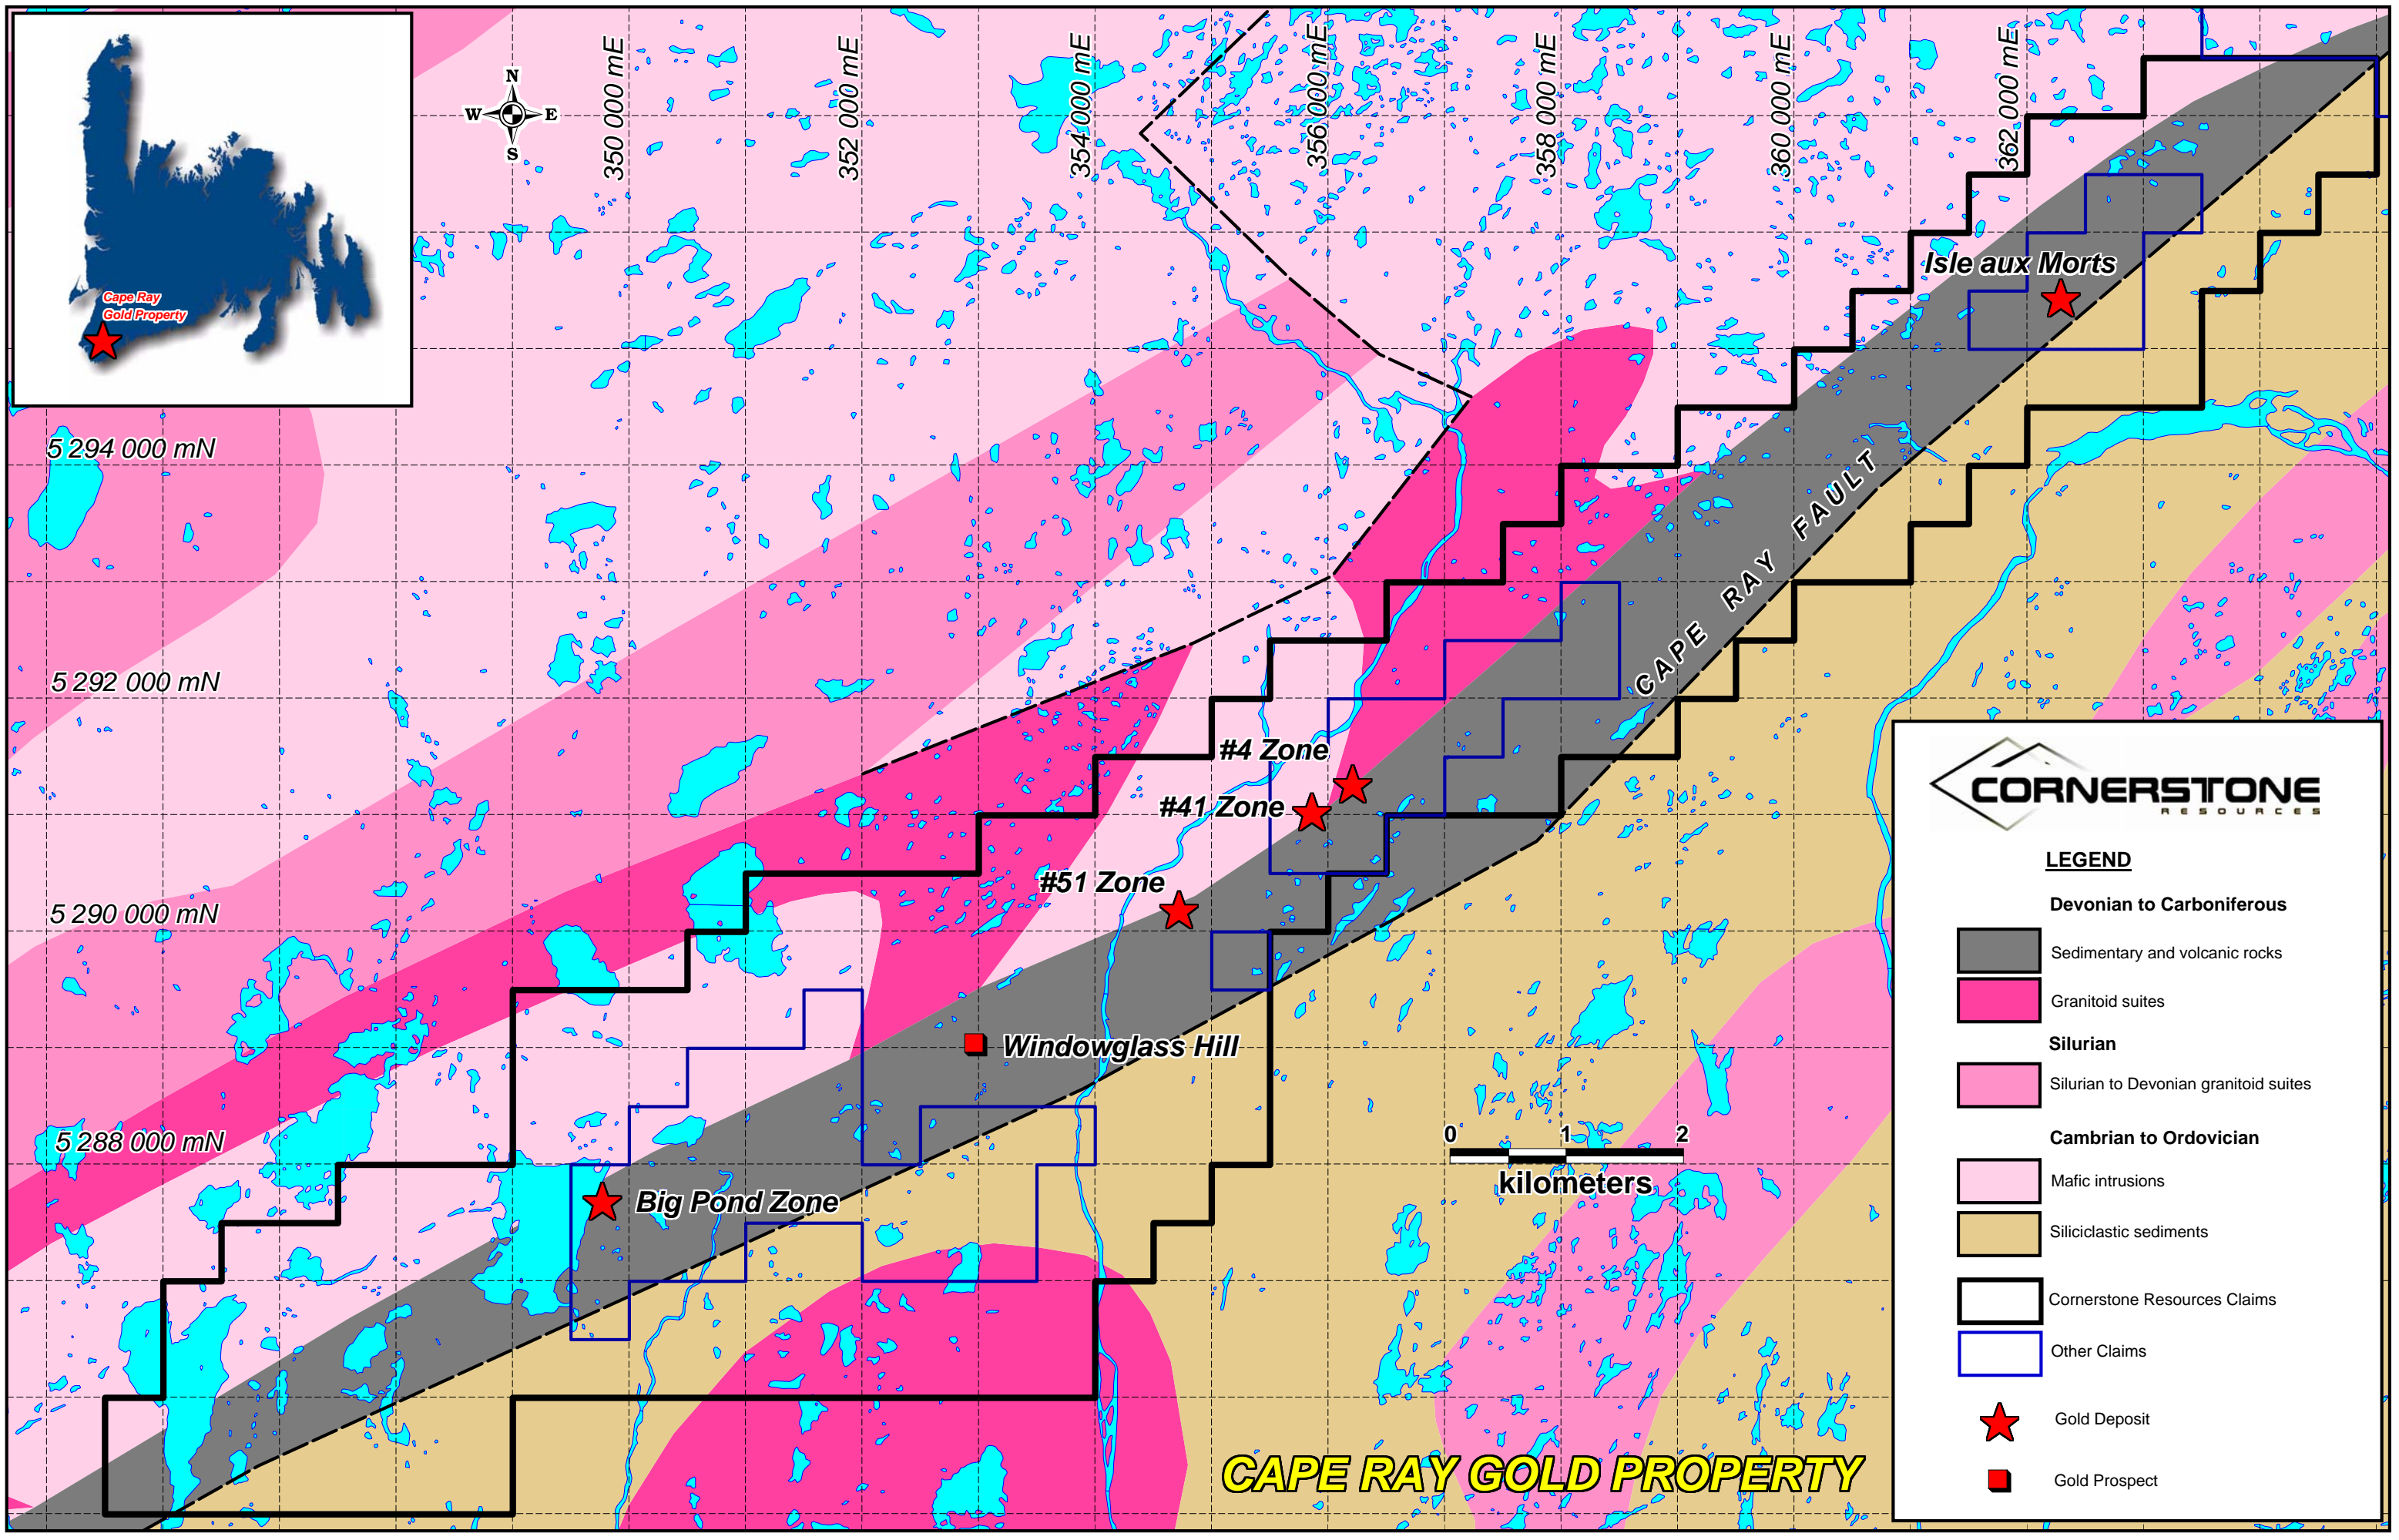 Cape Ray
Gold Property
N
W E
S
350 000 mE
352 000 mE
354 000 mE
356 000 mE
358 000 mE
360 000 mE
362 000 mE
Isle aux Morts
5 294 000 mN
CAPE RAY FAULT
5 292 000 mN
#4 Zone
#41 Zone
#51 Zone
5 290 000 mN
Windowglass Hill
5 288 000 mN
Big Pond Zone
0 1 2
kilometers
CAPE RAY GOLD PROPERTY
CORNERSTONE
RESOURCES
LEGEND
Devonian to Carboniferous
Sedimentary and volcanic rocks
Granitoid suites
Silurian
Silurian to Devonian granitoid suites
Cambrian to Ordovician
Mafic intrusions
Siliciclastic sediments
Cornerstone Resources Claims
Other Claims
Gold Deposit
Gold Prospect